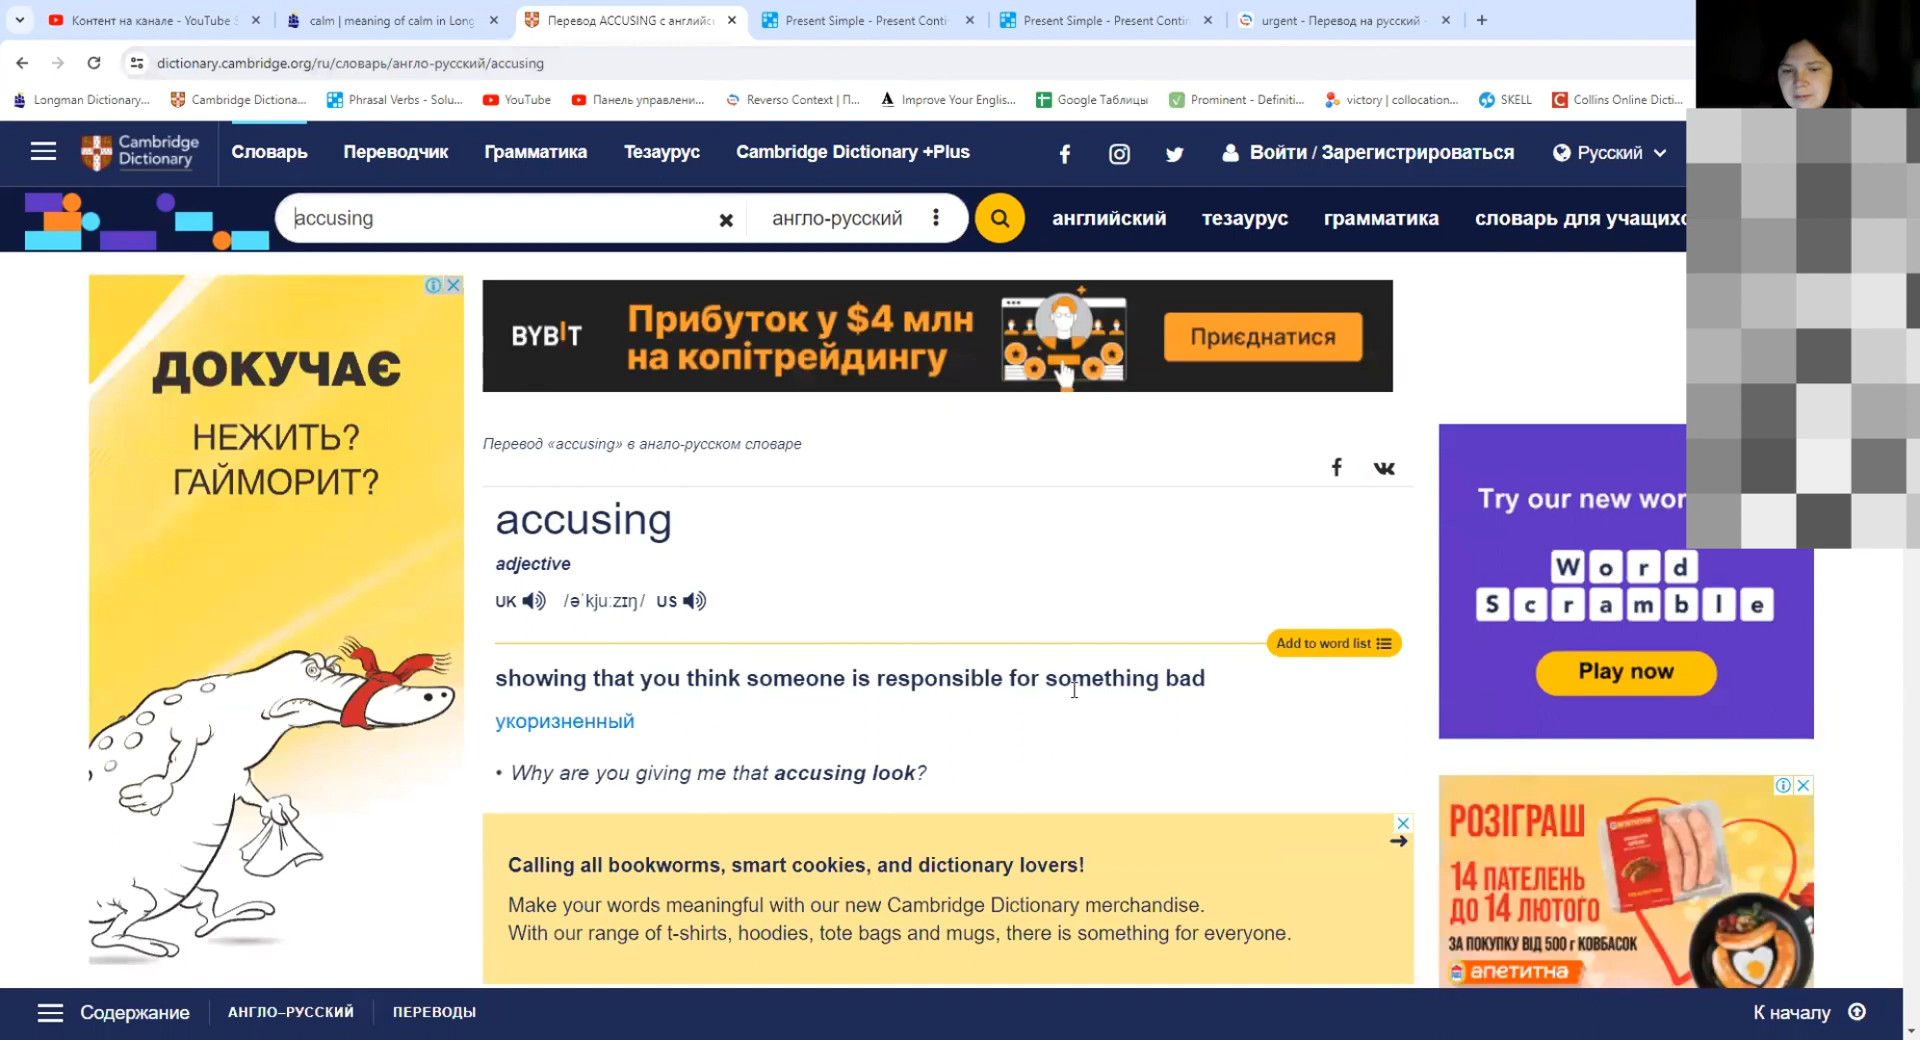 Контент на канале - YouTube S
calm | meaning of calm in Long
Перевод ACCUSING с английск
Present Simple - Present Conti
Present Simple - Present Contin
urgent - Перевод на русский -
dictionary.cambridge.org/ru/словарь/англо-русский/accusing
Longman Dictionary...
Cambridge Dictiona...
Phrasal Verbs - Solu...
YouTube
Панель управлени...
Reverso Context | П...
Improve Your Englis...
Google Таблицы
Prominent - Definiti...
victory | collocation...
SKELL
Collins Online Dicti...
Cambridge
Dictionary
Словарь
Переводчик
Грамматика
Тезаурус
Cambridge Dictionary +Plus
Войти / Зарегистрироваться
Русский
accusing
англо-русский
английский
тезаурус
грамматика
словарь для учащихс
ДОКУЧАЄ
НЕЖИТЬ?
ГАЙМОРИТ?
BYBIT
Прибуток у $4 млн
на копітрейдингу
Приєднатися
Перевод «accusing» в англо-русском словаре
accusing
adjective
UK /əˈkjuːzɪŋ/ US
Add to word list
showing that you think someone is responsible for something bad
укоризненный
• Why are you giving me that accusing look?
Calling all bookworms, smart cookies, and dictionary lovers!
Make your words meaningful with our new Cambridge Dictionary merchandise.
With our range of t-shirts, hoodies, tote bags and mugs, there is something for everyone.
Try our new wor
Word
Scramble
Play now
РОЗІГРАШ
14 ПАТЕЛЕНЬ
ДО 14 ЛЮТОГО
ЗА ПОКУПКУ ВІД 500 г КОВБАСОК
апетитна
Содержание
АНГЛО-РУССКИЙ
ПЕРЕВОДЫ
К началу